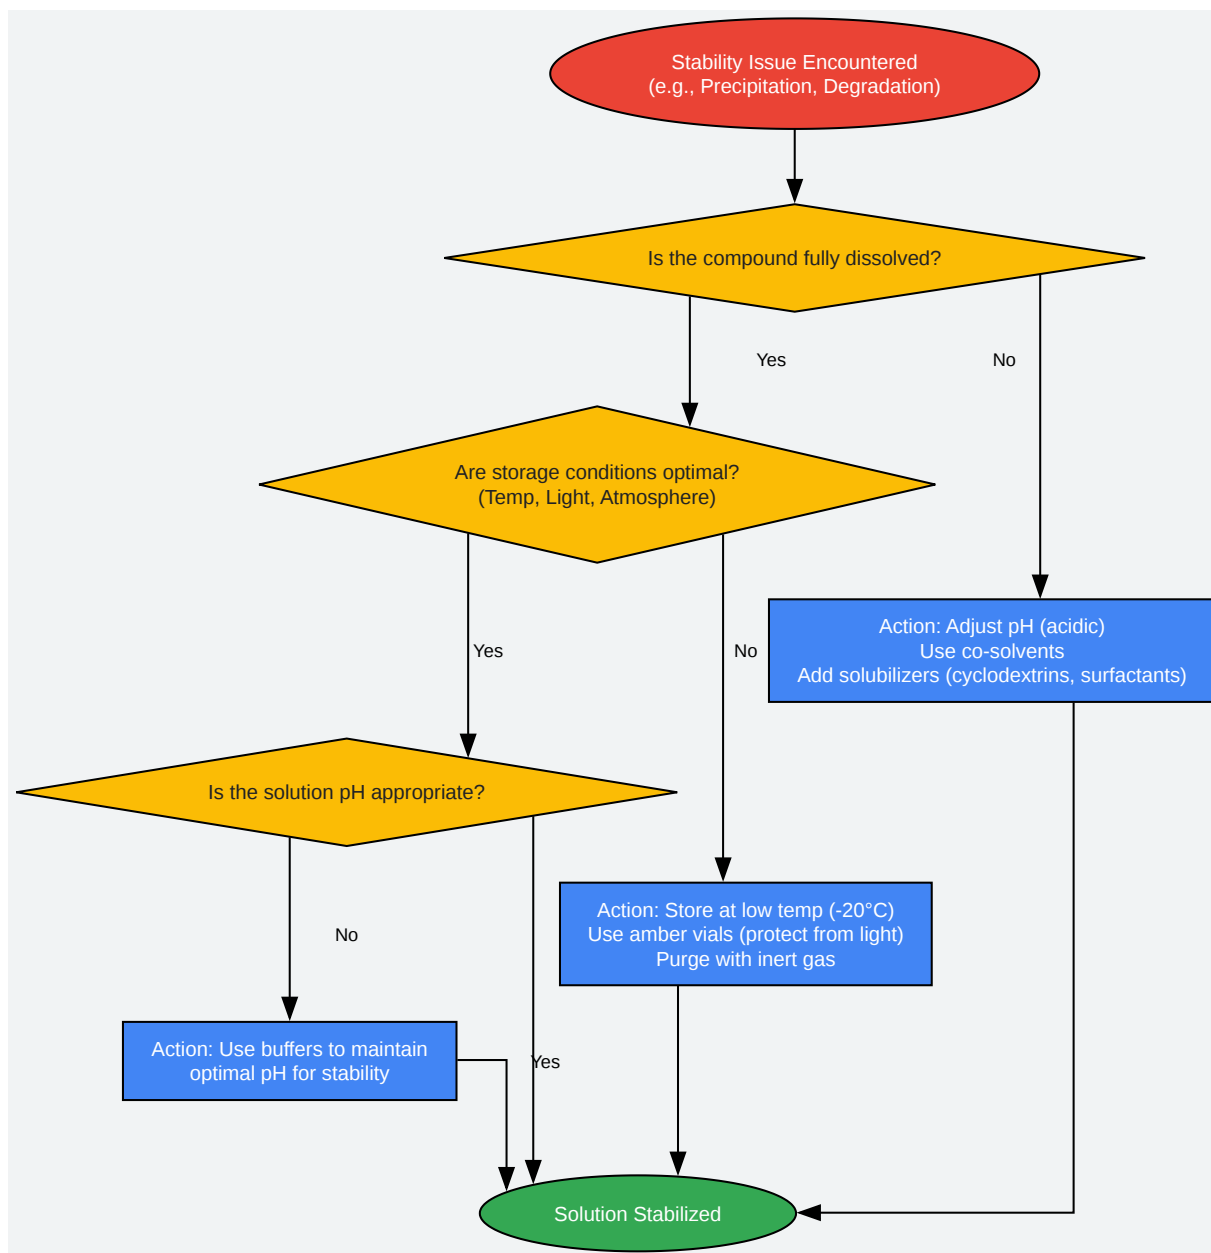 Stability Issue Encountered
(e.g., Precipitation, Degradation)
Is the compound fully dissolved?
Yes
No
Are storage conditions optimal?
(Temp, Light, Atmosphere)
Action: Adjust pH (acidic)
Use co-solvents
Add solubilizers (cyclodextrins, surfactants)
Yes
No
Is the solution pH appropriate?
Action: Store at low temp (-20°C)
Use amber vials (protect from light)
Purge with inert gas
No
Action: Use buffers to maintain
optimal pH for stability
Yes
Solution Stabilized